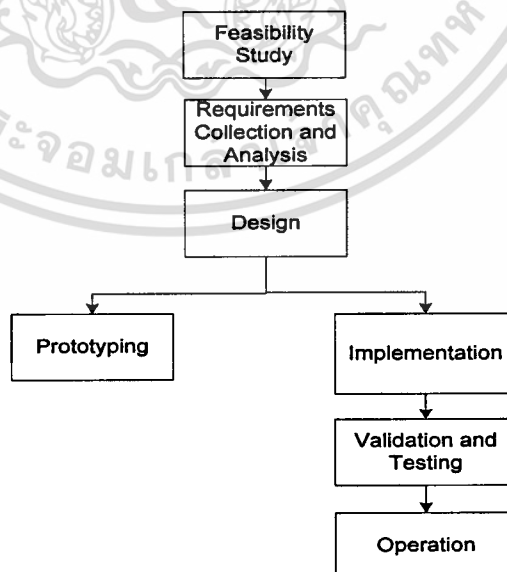 Feasibility
Study
Requirements
Collection and
Analysis
Design
Prototyping
Implementation
Validation and
Testing
Operation